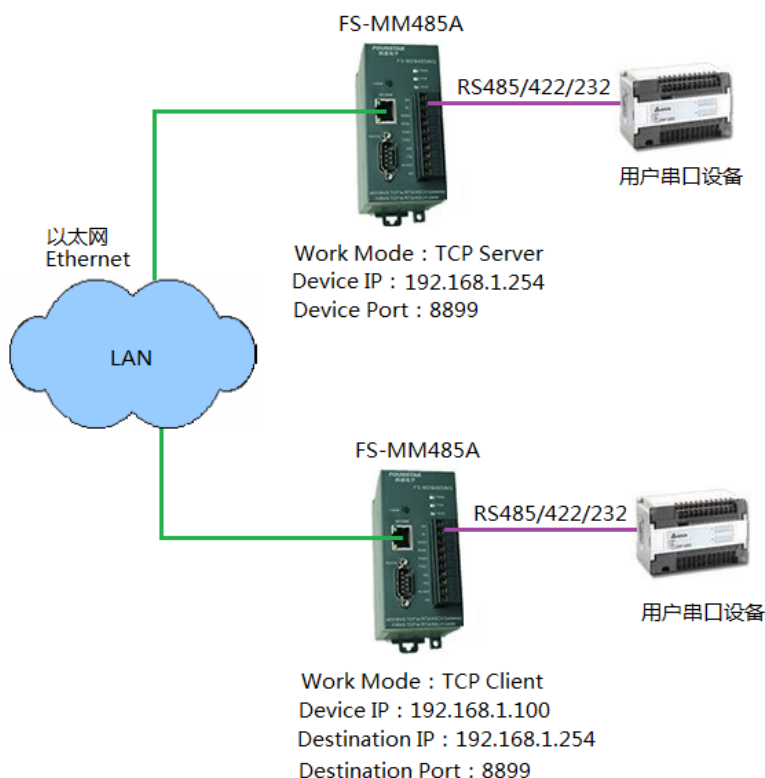 FS-MM485A
RS485/422/232
用户串口设备
以太网
Ethernet
Work Mode：TCP Server
Device IP：192.168.1.254
Device Port：8899
LAN
FS-MM485A
RS485/422/232
用户串口设备
Work Mode：TCP Client
Device IP：192.168.1.100
Destination IP：192.168.1.254
Destination Port：8899